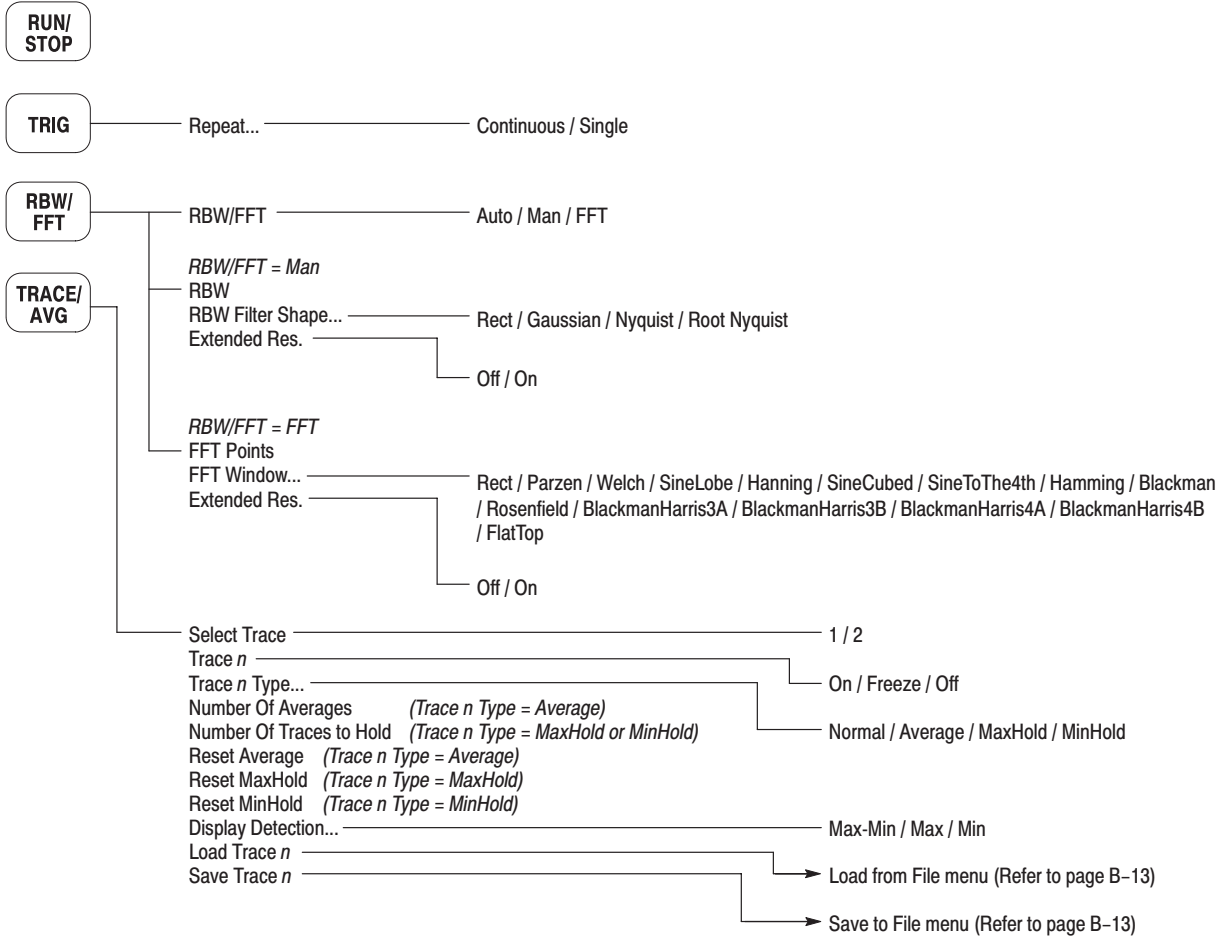 RUN/
STOP
TRIG
Repeat...
Continuous / Single
RBW/
FFT
RBW/FFT
Auto / Man / FFT
RBW/FFT = Man
RBW
RBW Filter Shape...
Rect / Gaussian / Nyquist / Root Nyquist
Extended Res.
Off / On
RBW/FFT = FFT
FFT Points
FFT Window...
Rect / Parzen / Welch / SineLobe / Hanning / SineCubed / SineToThe4th / Hamming / Blackman
/ Rosenfield / BlackmanHarris3A / BlackmanHarris3B / BlackmanHarris4A / BlackmanHarris4B
/ FlatTop
Extended Res.
Off / On
TRACE/
AVG
Select Trace
1 / 2
Trace n
On / Freeze / Off
Trace n Type...
Normal / Average / MaxHold / MinHold
Number Of Averages (Trace n Type = Average)
Number Of Traces to Hold (Trace n Type = MaxHold or MinHold)
Reset Average (Trace n Type = Average)
Reset MaxHold (Trace n Type = MaxHold)
Reset MinHold (Trace n Type = MinHold)
Display Detection...
Max-Min / Max / Min
Load Trace n
Load from File menu (Refer to page B–13)
Save Trace n
Save to File menu (Refer to page B–13)